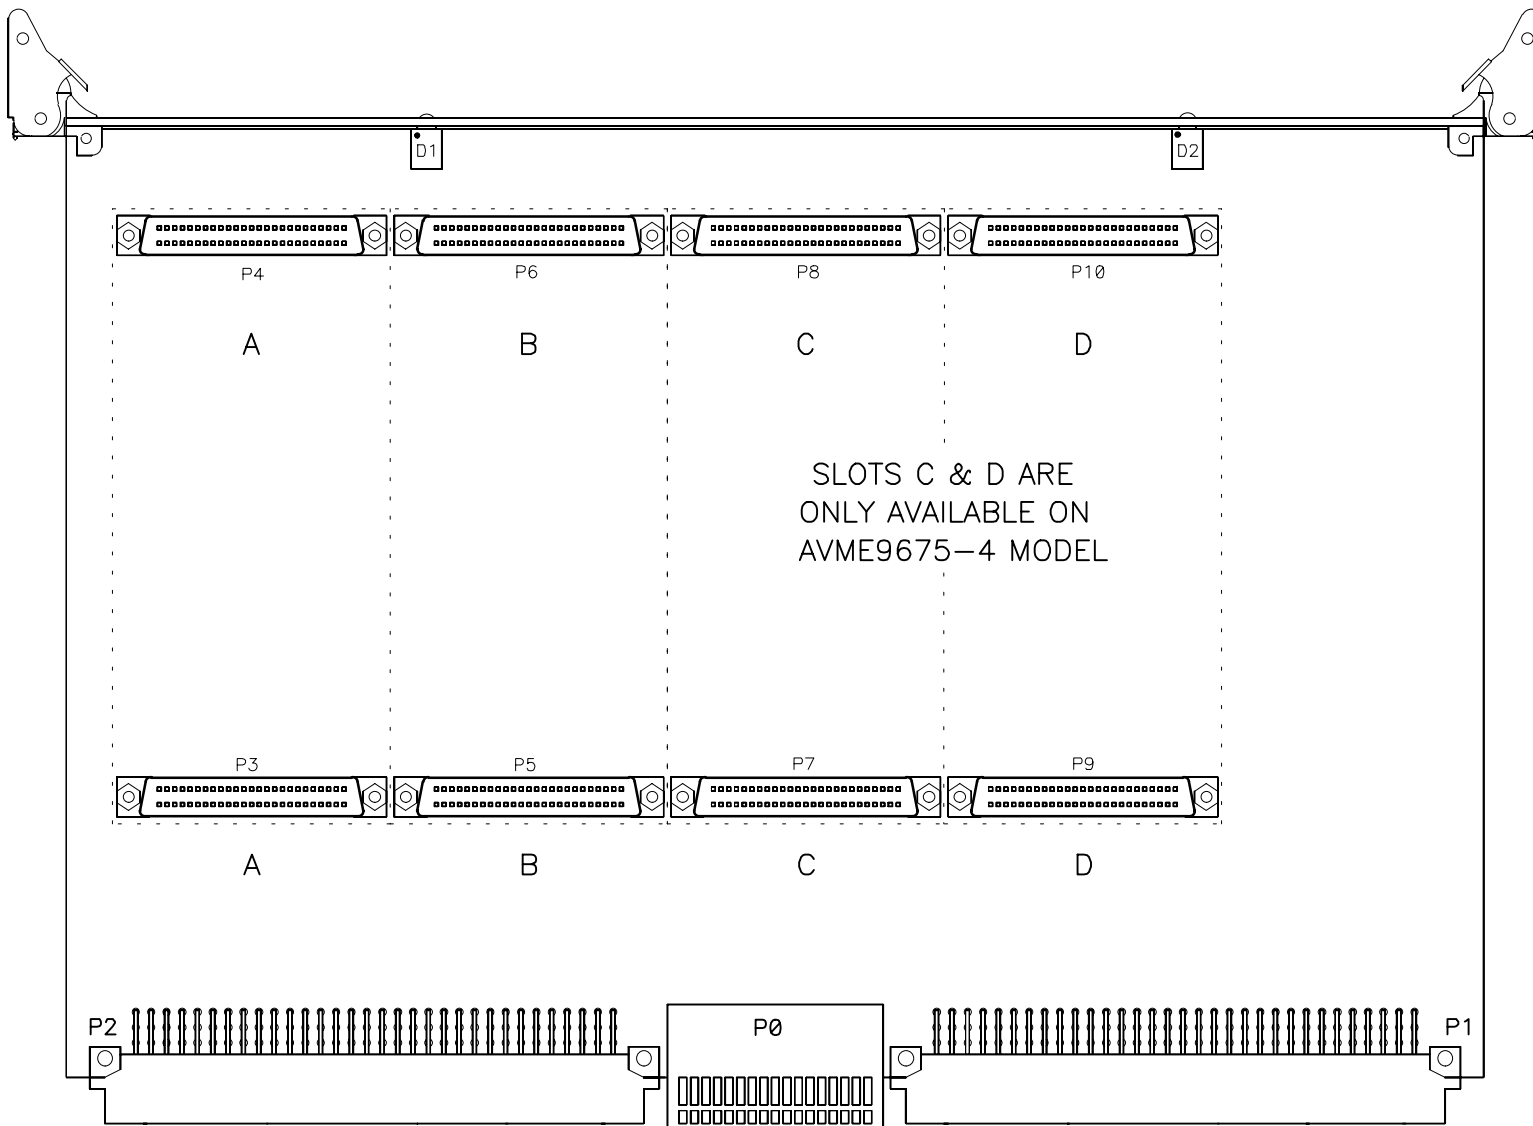 D1
D2
P4
P6
P8
P10
A
B
C
D
SLOTS C & D ARE
ONLY AVAILABLE ON
AVME9675-4 MODEL
P3
P5
P7
P9
A
B
C
D
P2
P0
P1